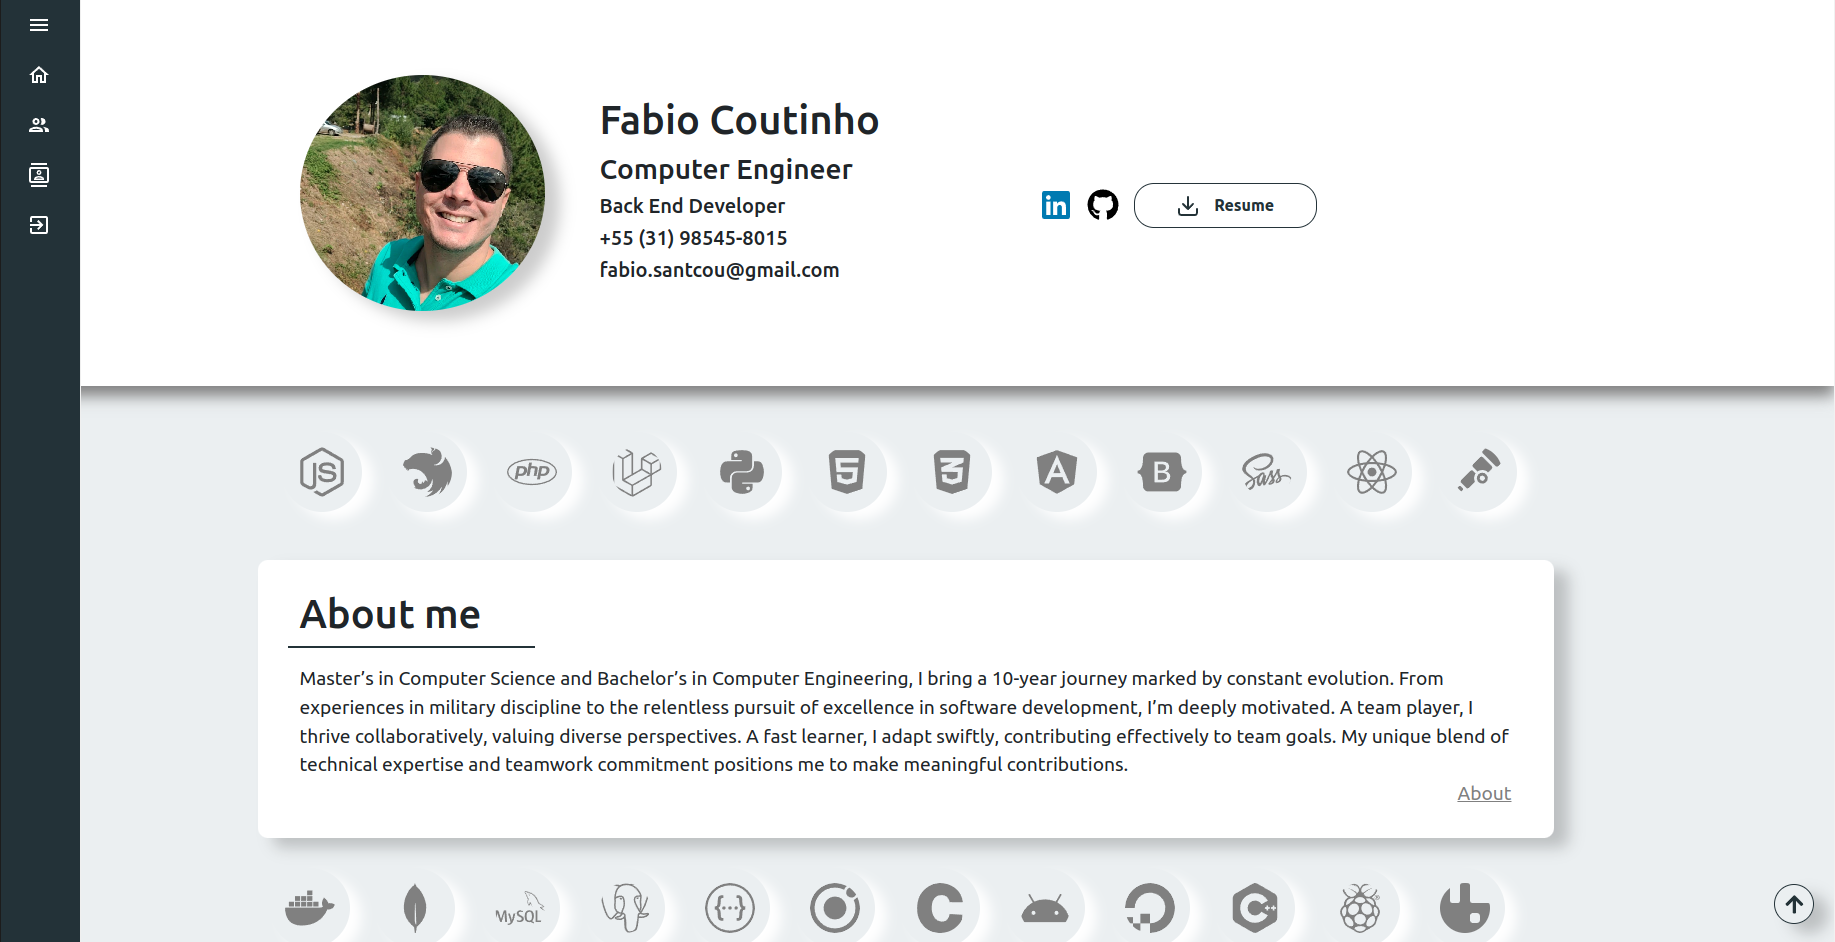 Fabio Coutinho
Computer Engineer
Back End Developer
+55 (31) 98545-8015
fabio.santcou@gmail.com
in
Resume
JS
php
5
3
A
B
Sass
About me
Master’s in Computer Science and Bachelor’s in Computer Engineering, I bring a 10-year journey marked by constant evolution. From
experiences in military discipline to the relentless pursuit of excellence in software development, I’m deeply motivated. A team player, I
thrive collaboratively, valuing diverse perspectives. A fast learner, I adapt swiftly, contributing effectively to team goals. My unique blend of
technical expertise and teamwork commitment positions me to make meaningful contributions.
About
MySQL
{···}
C
C++